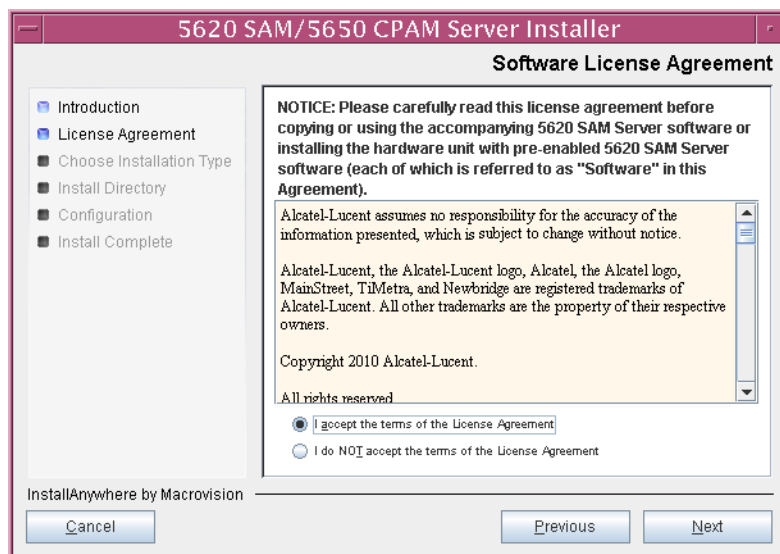 5620 SAM/5650 CPAM Server Installer
Software License Agreement
Introduction
License Agreement
Choose Installation Type
Install Directory
Configuration
Install Complete
NOTICE: Please carefully read this license agreement before
copying or using the accompanying 5620 SAM Server software or
installing the hardware unit with pre-enabled 5620 SAM Server
software (each of which is referred to as "Software" in this
Agreement).
Alcatel-Lucent assumes no responsibility for the accuracy of the
information presented, which is subject to change without notice.
Alcatel-Lucent, the Alcatel-Lucent logo, Alcatel, the Alcatel logo,
MainStreet, TiMetra, and Newbridge are registered trademarks of
Alcatel-Lucent. All other trademarks are the property of their respective
owners.
Copyright 2010 Alcatel-Lucent.
All rights reserved
I accept the terms of the License Agreement
I do NOT accept the terms of the License Agreement
InstallAnywhere by Macrovision
Cancel
Previous
Next